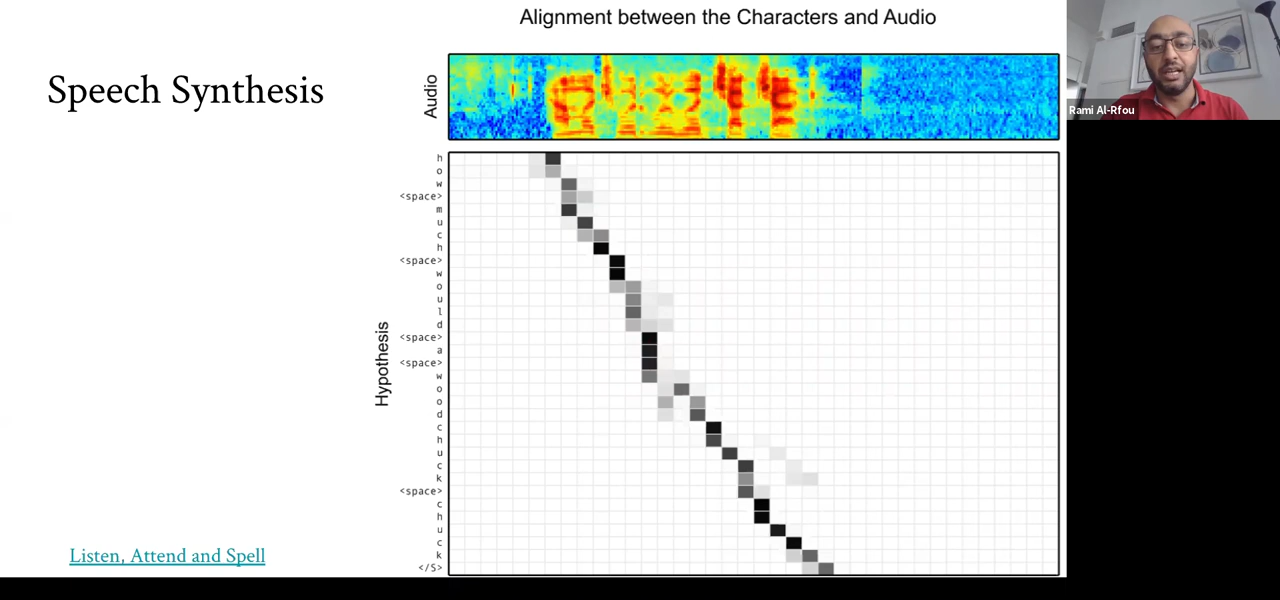 Alignment between the Characters and Audio
Speech Synthesis
Audio
Rami Al-Rfou
Hypothesis
h
o
w
<space>
m
u
c
h
<space>
w
o
u
l
d
<space>
a
<space>
w
o
o
d
c
h
u
c
k
<space>
c
h
u
c
k
</S>
Listen, Attend and Spell